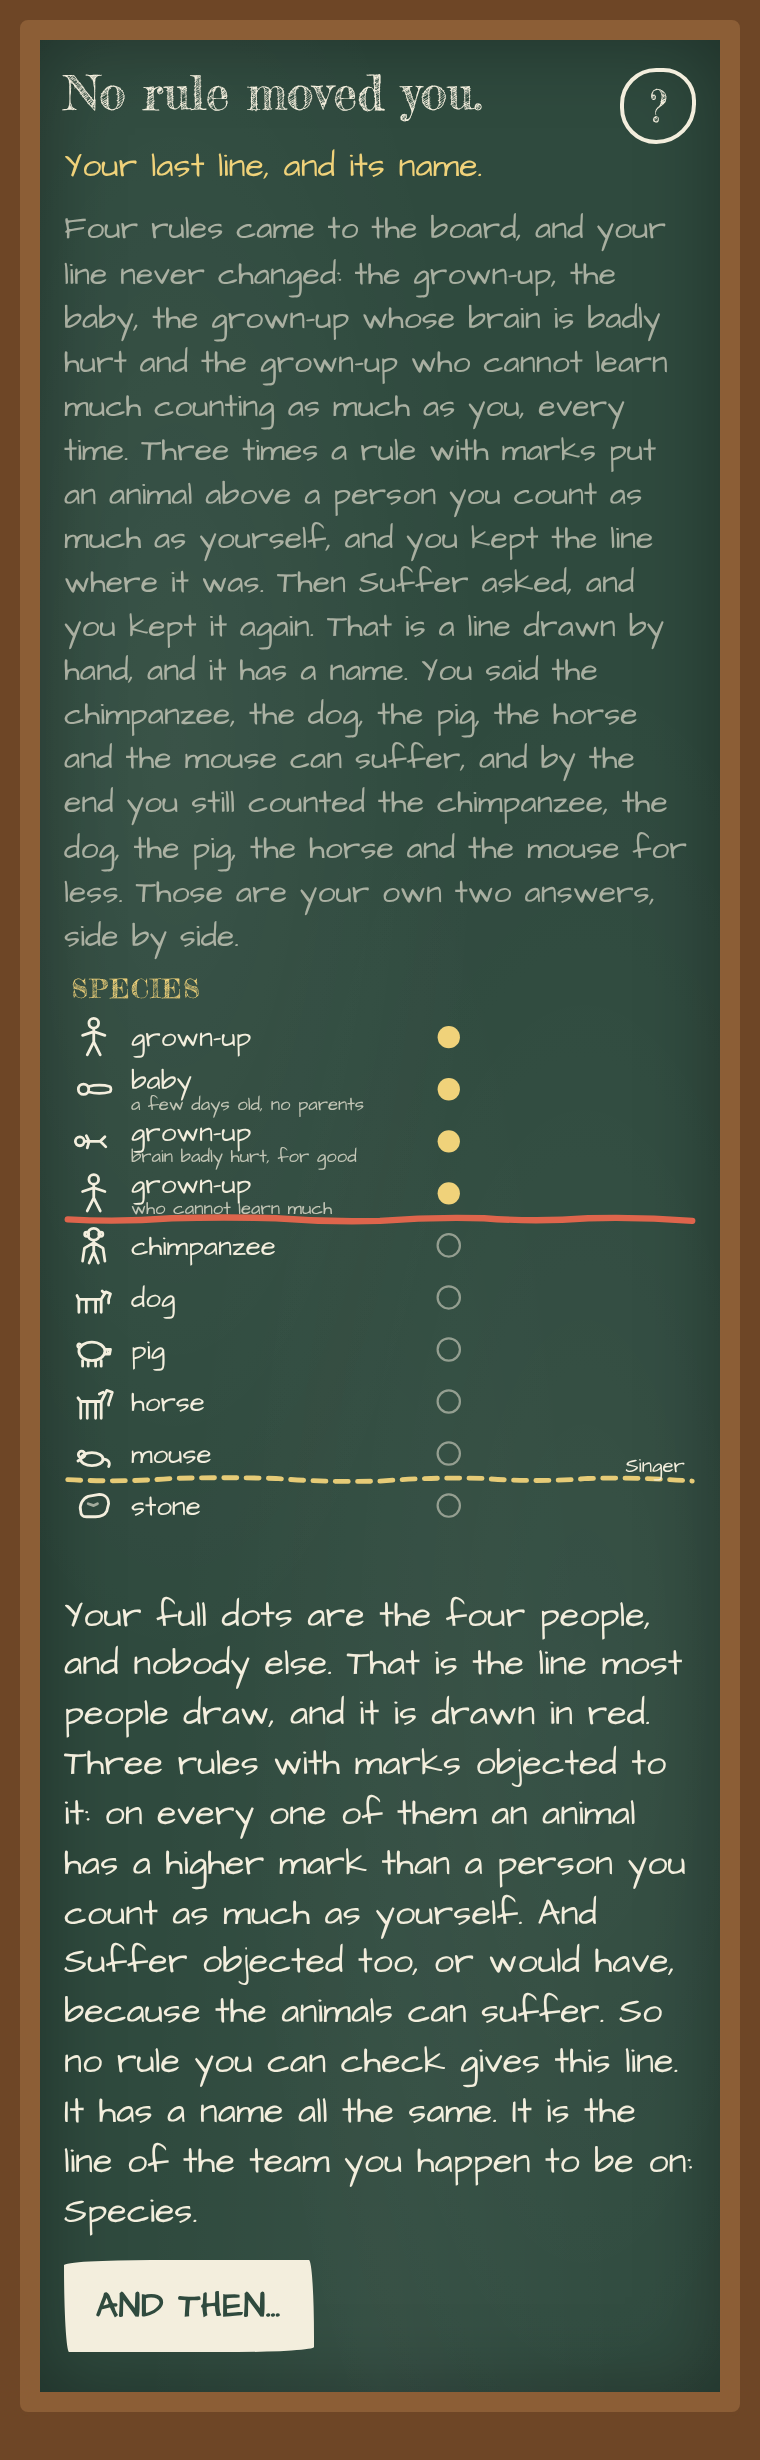 No rule moved you.
?
Your last line, and its name.
Four rules came to the board, and your
line never changed: the grown-up, the
baby, the grown-up whose brain is badly
hurt and the grown-up who cannot learn
much counting as much as you, every
time. Three times a rule with marks put
an animal above a person you count as
much as yourself, and you kept the line
where it was. Then Suffer asked, and
you kept it again. That is a line drawn by
hand, and it has a name. You said the
chimpanzee, the dog, the pig, the horse
and the mouse can suffer, and by the
end you still counted the chimpanzee, the
dog, the pig, the horse and the mouse for
less. Those are your own two answers,
side by side.
SPECIES
grown-up
baby
a few days old, no parents
grown-up
brain badly hurt, for good
grown-up
who cannot learn much
chimpanzee
dog
pig
horse
mouse
Singer
stone
Your full dots are the four people,
and nobody else. That is the line most
people draw, and it is drawn in red.
Three rules with marks objected to
it: on every one of them an animal
has a higher mark than a person you
count as much as yourself. And
Suffer objected too, or would have,
because the animals can suffer. So
no rule you can check gives this line.
It has a name all the same. It is the
line of the team you happen to be on:
Species.
AND THEN...